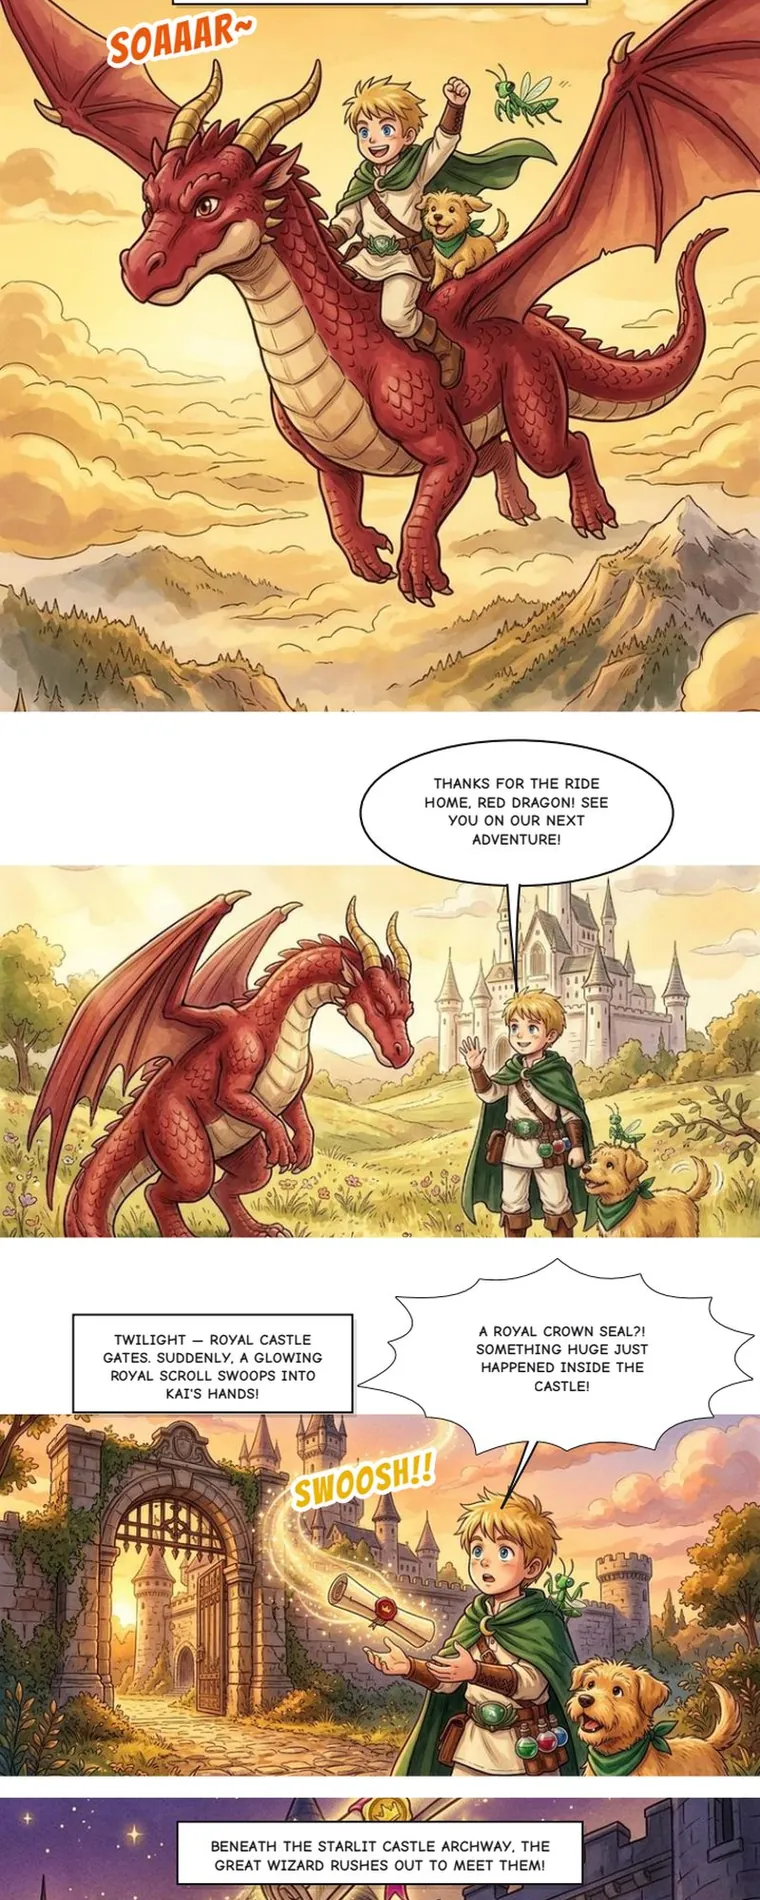 SOAAAR~
THANKS FOR THE RIDE
HOME, RED DRAGON! SEE
YOU ON OUR NEXT
ADVENTURE!
TWILIGHT — ROYAL CASTLE
GATES. SUDDENLY, A GLOWING
ROYAL SCROLL SWOOPS INTO
KAI'S HANDS!
A ROYAL CROWN SEAL?!
SOMETHING HUGE JUST
HAPPENED INSIDE THE
CASTLE!
SWOOSH!!
BENEATH THE STARLIT CASTLE ARCHWAY, THE
GREAT WIZARD RUSHES OUT TO MEET THEM!